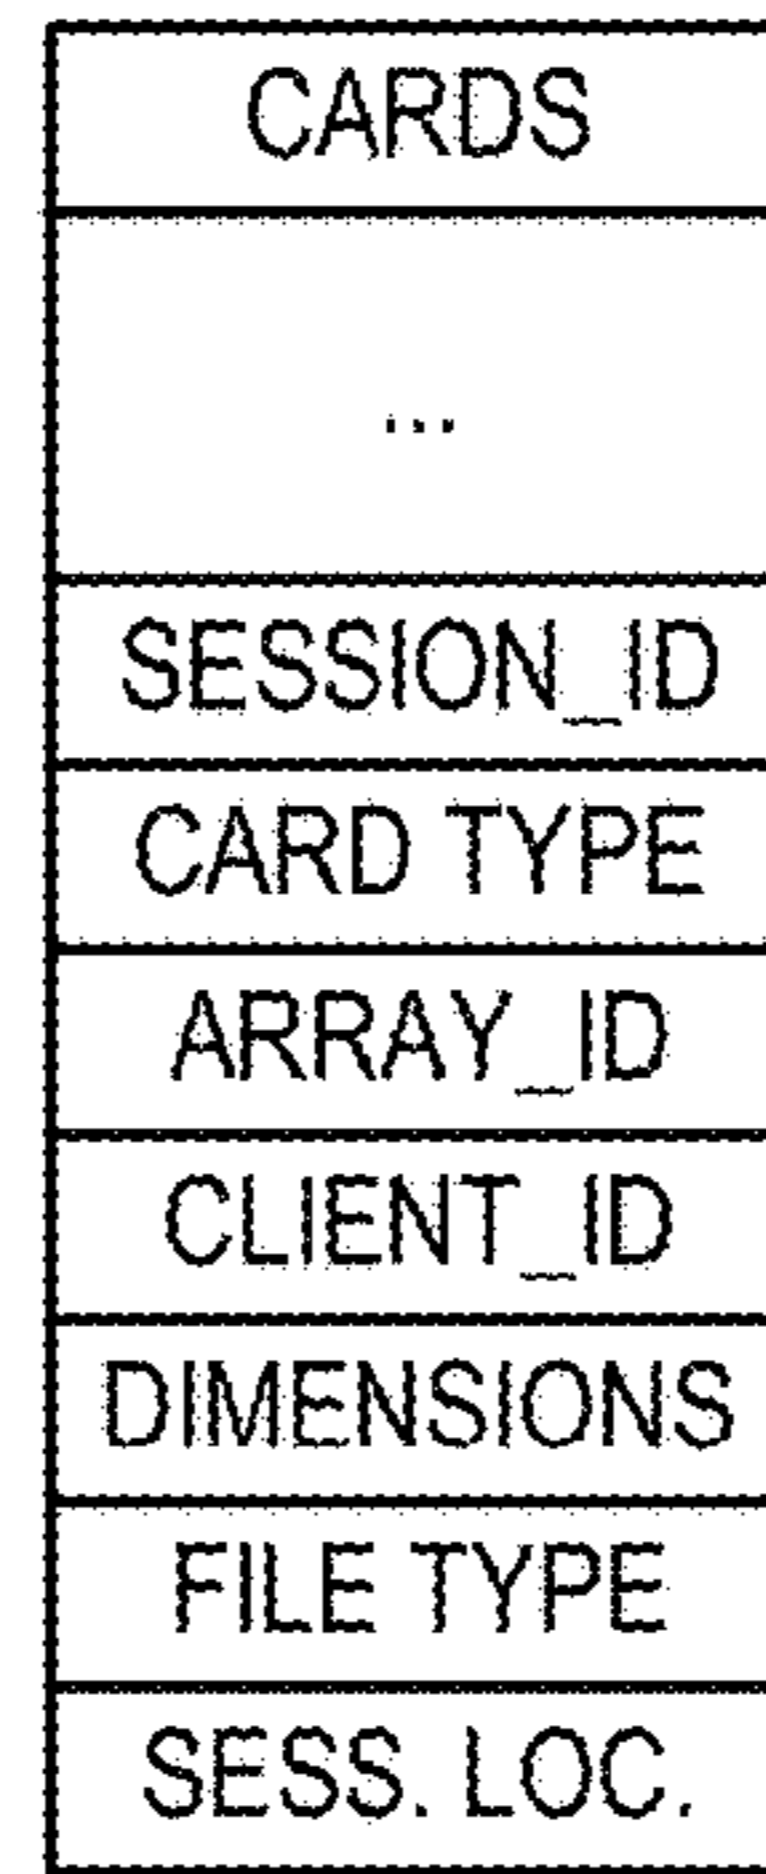 CARDS
...
SESSION_ID
CARD TYPE
ARRAY_ID
CLIENT_ID
DIMENSIONS
FILE TYPE
SESS. LOC.